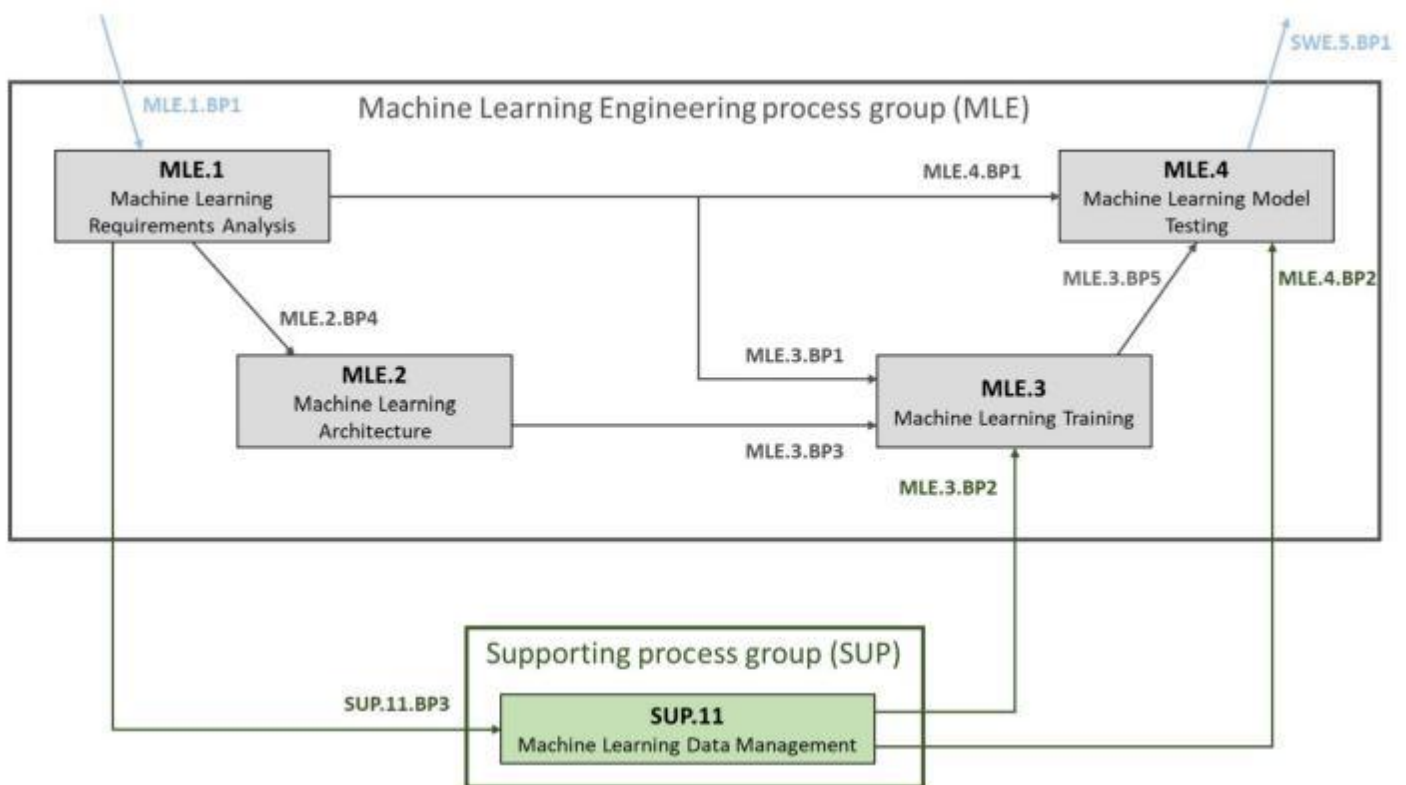 SWE.5.BP1
MLE.1.BP1
Machine Learning Engineering process group (MLE)
MLE.1
Machine Learning
Requirements Analysis
MLE.4.BP1
MLE.4
Machine Learning Model
Testing
MLE.2.BP4
MLE.3.BP5
MLE.4.BP2
MLE.2
Machine Learning
Architecture
MLE.3.BP1
MLE.3
Machine Learning Training
MLE.3.BP3
MLE.3.BP2
Supporting process group (SUP)
SUP.11.BP3
SUP.11
Machine Learning Data Management